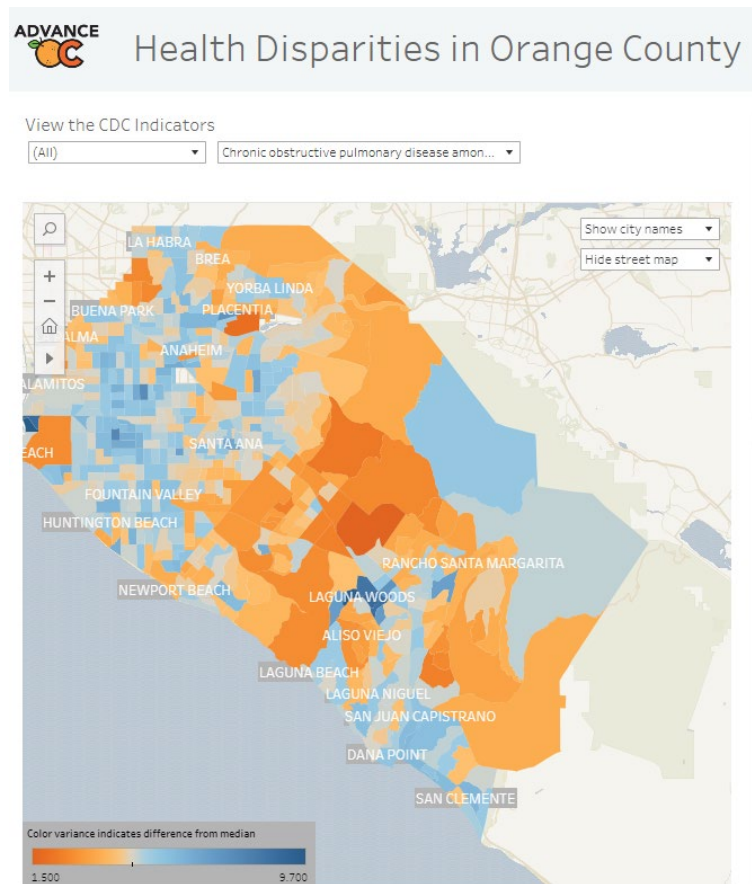 ADVANCE
OC
Health Disparities in Orange County
View the CDC Indicators
(All)
Chronic obstructive pulmonary disease amon...
Show city names
Hide street map
LA HABRA
BREA
YORBA LINDA
BUENA PARK
PLACENTIA
ALMA
ANAHEIM
ALAMITOS
SANTA ANA
EACH
FOUNTAIN VALLEY
HUNTINGTON BEACH
RANCHO SANTA MARGARITA
NEWPORT BEACH
LAGUNA WOODS
ALISO VIEJO
LAGUNA BEACH
LAGUNA NIGUEL
SAN JUAN CAPISTRANO
DANA POINT
SAN CLEMENTE
Color variance indicates difference from median
1.500
9.700